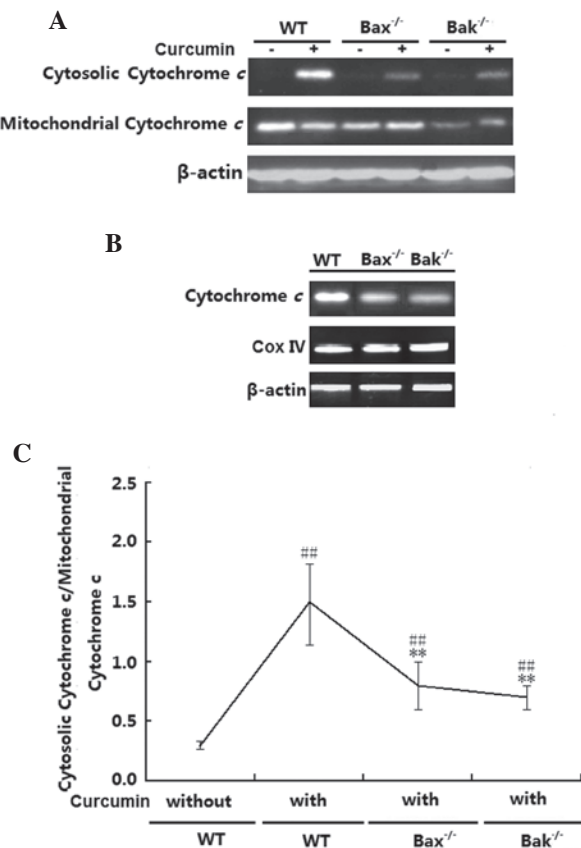 A
WT Bax-/- Bak-/-
Curcumin - + - + - +
Cytosolic Cytochrome c
Mitochondrial Cytochrome c
β-actin
B
WT Bax-/- Bak-/-
Cytochrome c
Cox IV
β-actin
C
Cytosolic Cytochrome c/Mitochondrial
Cytochrome c
2.5
2.0
1.5
1.0
0.5
0.0
##
##
**
##
**
Curcumin without with with with
WT WT Bax-/- Bak-/-